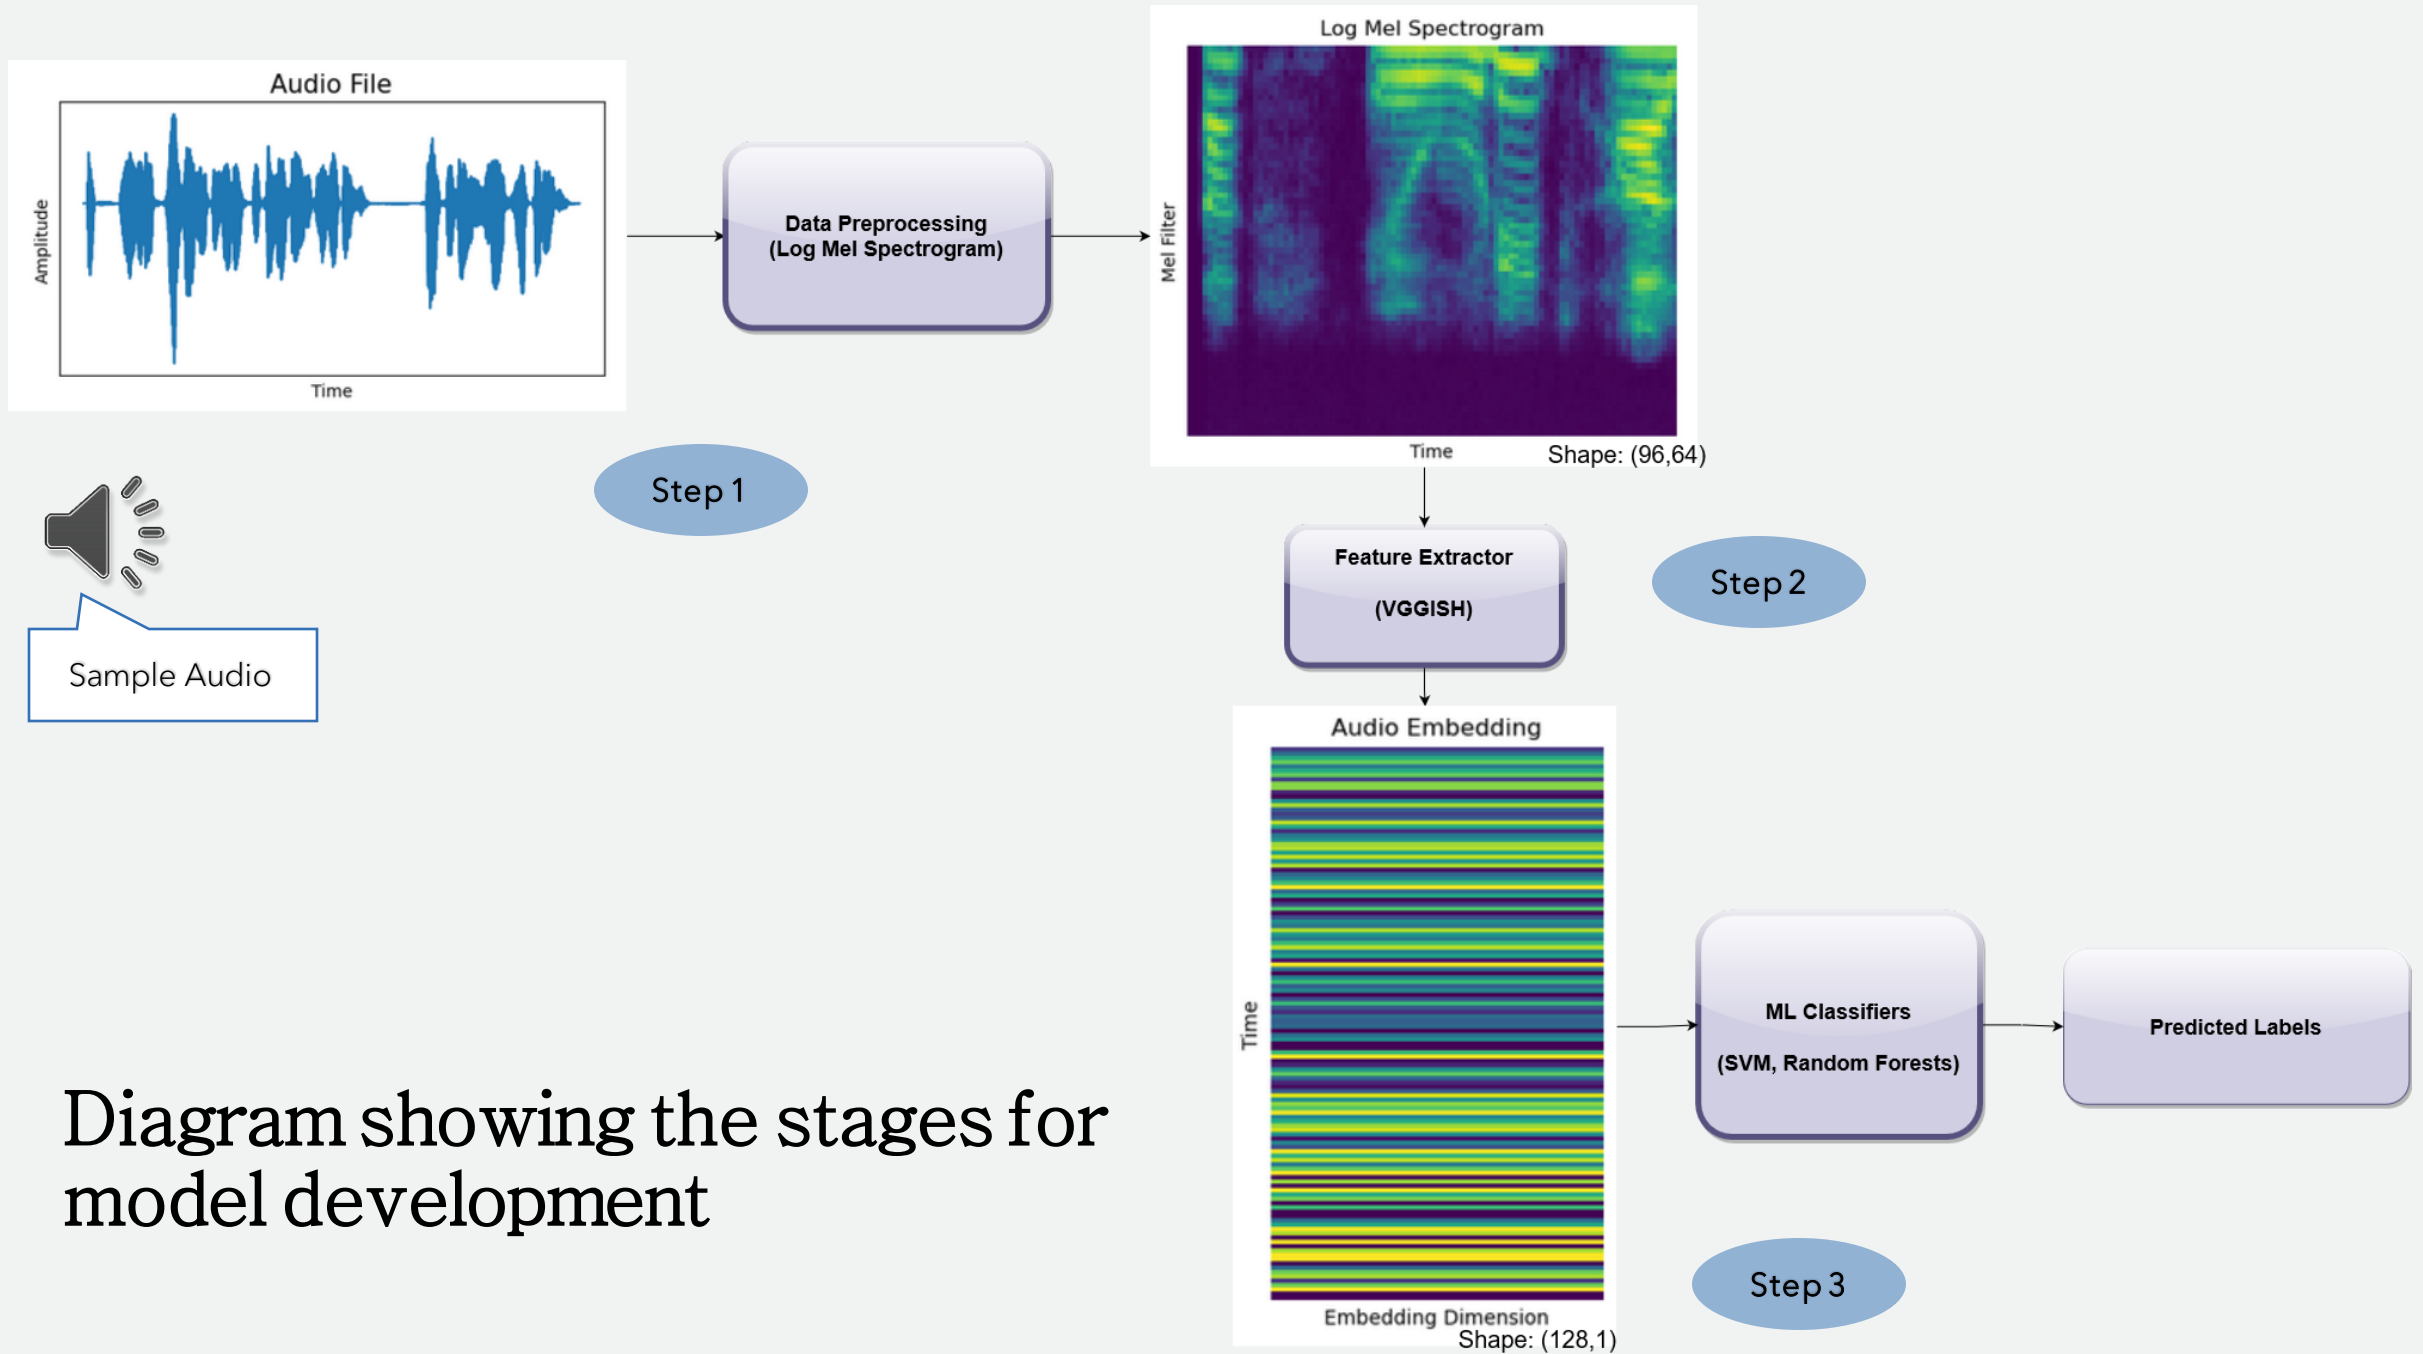 Audio File
Amplitude
Time
Data Preprocessing
(Log Mel Spectrogram)
Log Mel Spectrogram
Mel Filter
Time
Shape: (96,64)
Step 1
Sample Audio
Feature Extractor
(VGGISH)
Step 2
Audio Embedding
Time
Embedding Dimension
Shape: (128,1)
ML Classifiers
(SVM, Random Forests)
Predicted Labels
Step 3
Diagram showing the stages for
model development